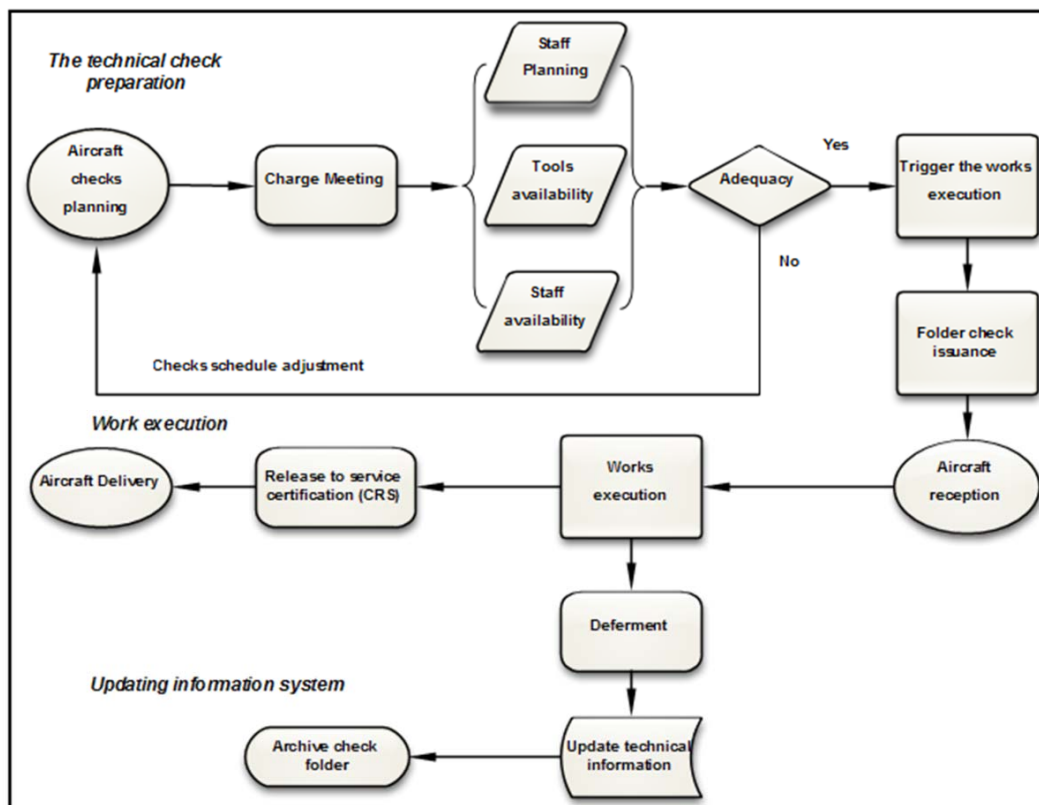 The technical check
preparation
Aircraft
checks
planning
Charge Meeting
Staff
Planning
Tools
availability
Staff
availability
Adequacy
Yes
No
Trigger the works
execution
Folder check
issuance
Checks schedule adjustment
Work execution
Aircraft Delivery
Release to service
certification (CRS)
Works
execution
Aircraft
reception
Deferment
Updating information system
Archive check
folder
Update technical
information